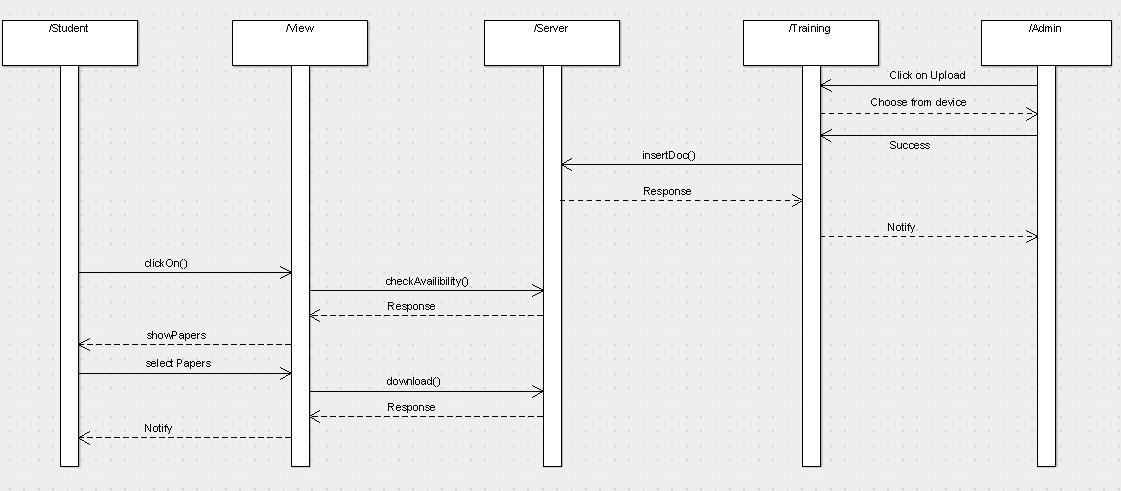 /Student
/View
/Server
/Training
/Admin
Click on Upload
Choose from device
Success
insertDoc()
Response
Notify
clickOn()
checkAvailibility()
Response
showPapers
select Papers
download()
Response
Notify